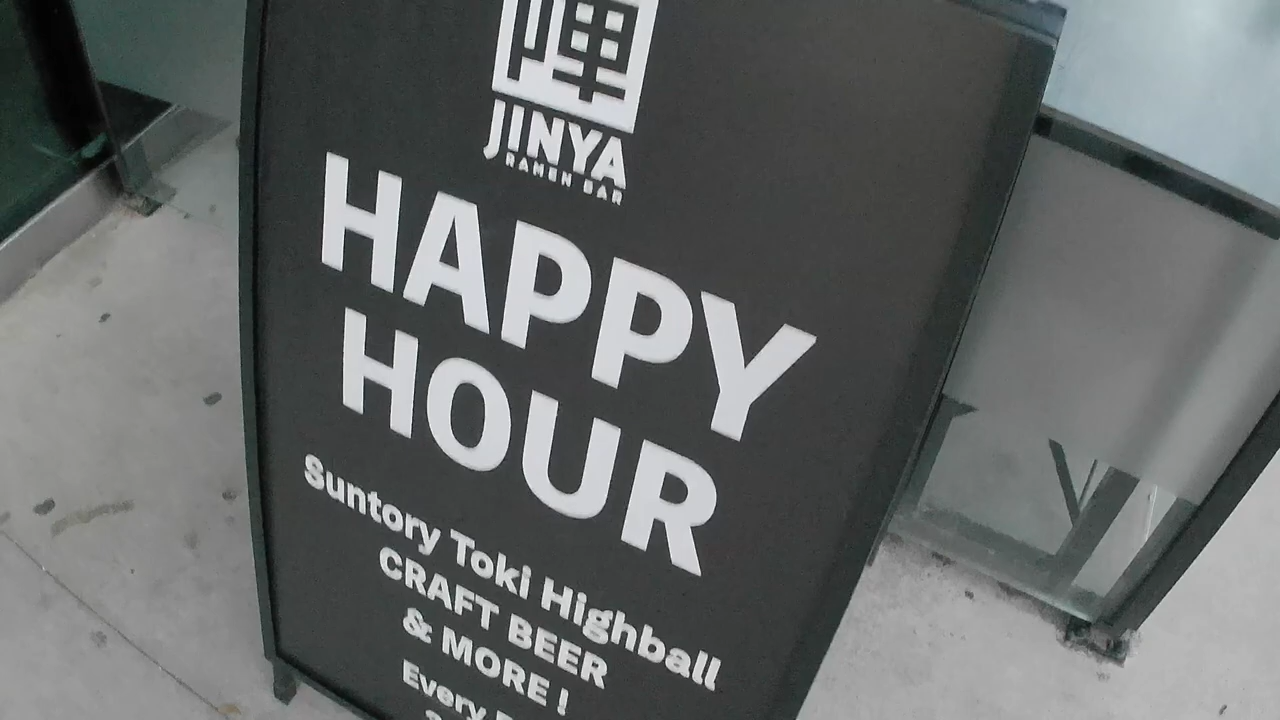 JINYA
RAMEN BAR
HAPPY
HOUR
Suntory Toki Highball
CRAFT BEER
& MORE !
Every